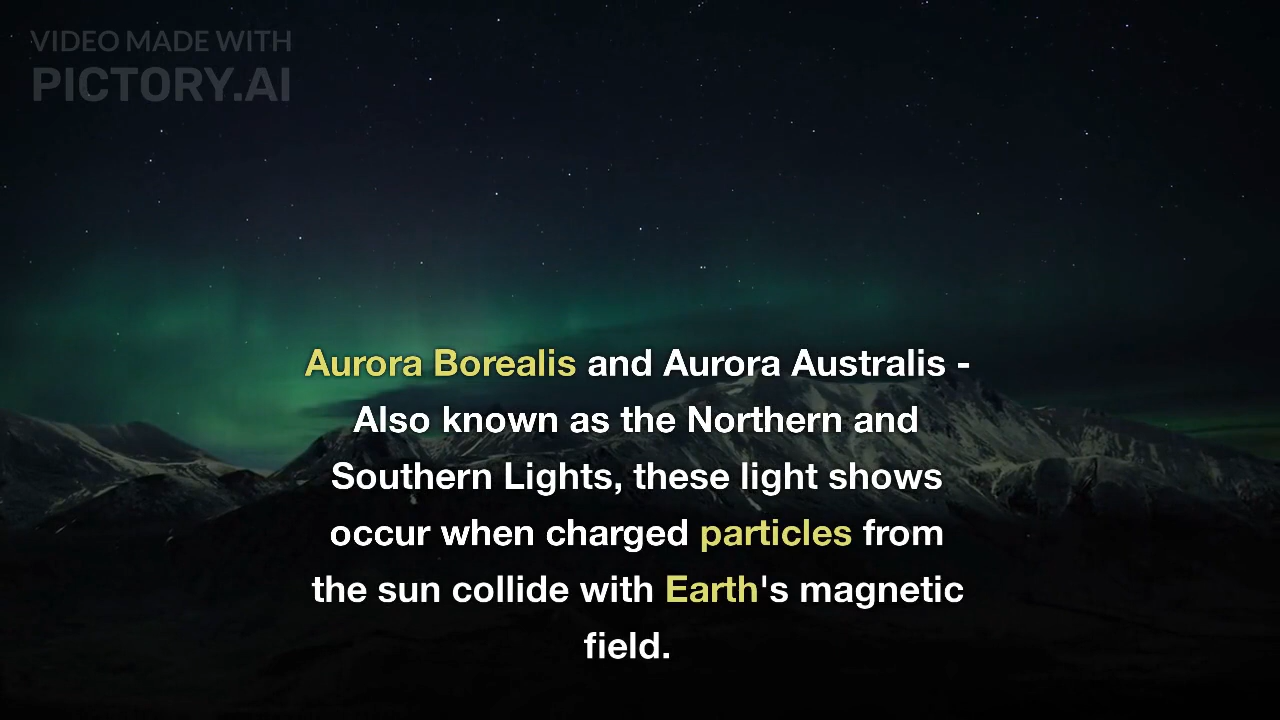 VIDEO MADE WITH
PICTORY.AI
Aurora Borealis and Aurora Australis -
Also known as the Northern and
Southern Lights, these light shows
occur when charged particles from
the sun collide with Earth's magnetic
field.